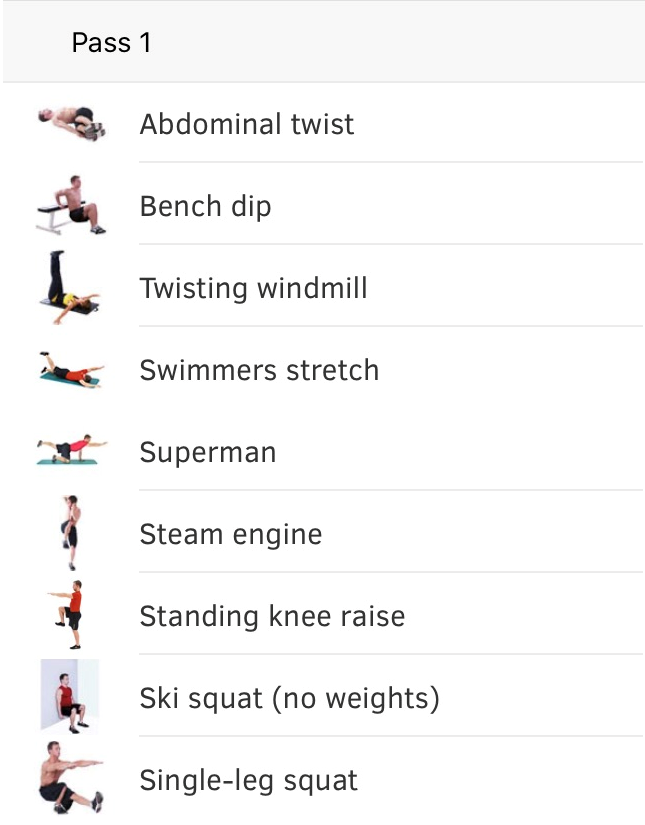 Pass 1
Abdominal twist
Bench dip
Twisting windmill
Swimmers stretch
Superman
Steam engine
Standing knee raise
Ski squat (no weights)
Single-leg squat